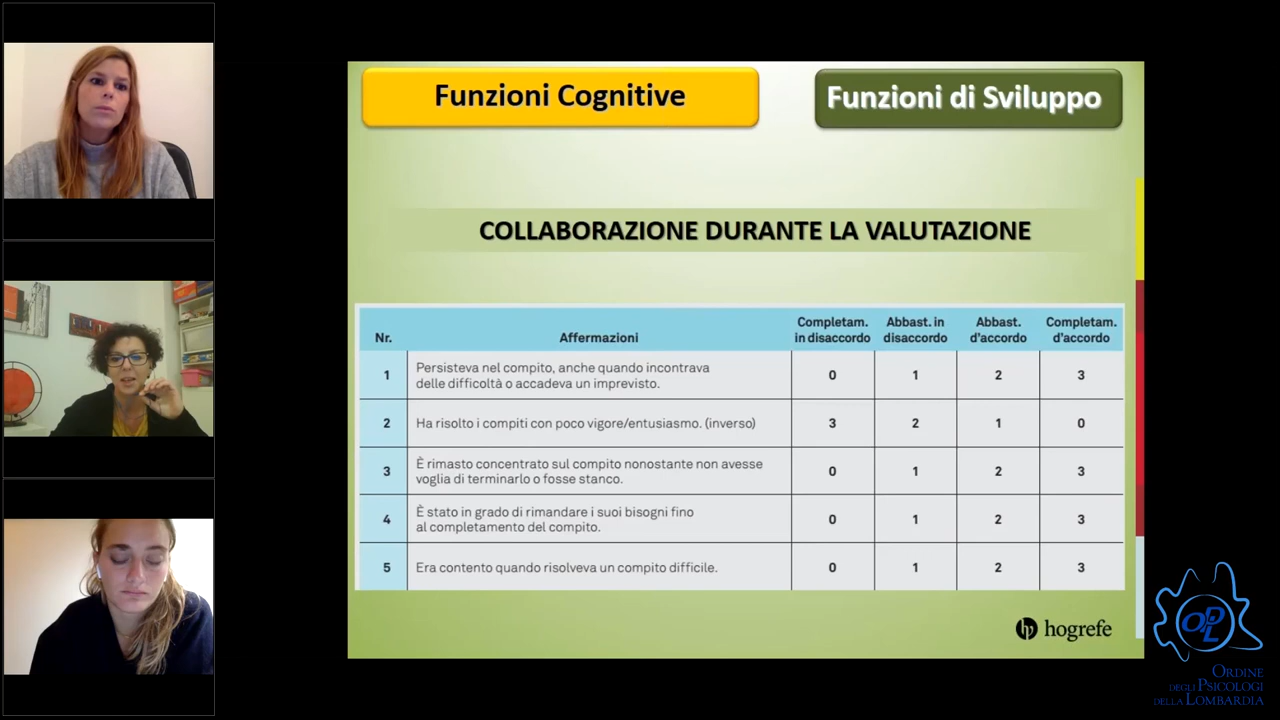 Funzioni Cognitive
Funzioni di Sviluppo
COLLABORAZIONE DURANTE LA VALUTAZIONE
Nr. Affermazioni Completam. in disaccordo Abbast. in disaccordo Abbast. d'accordo Completam. d'accordo
1 Persisteva nel compito, anche quando incontrava
delle difficoltà o accadeva un imprevisto. 0 1 2 3
2 Ha risolto i compiti con poco vigore/entusiasmo. (inverso) 3 2 1 0
3 È rimasto concentrato sul compito nonostante non avesse
voglia di terminarlo o fosse stanco. 0 1 2 3
4 È stato in grado di rimandare i suoi bisogni fino
al completamento del compito. 0 1 2 3
5 Era contento quando risolveva un compito difficile. 0 1 2 3
hogrefe
OPL
ORDINE
DEGLI PSICOLOGI
DELLA LOMBARDIA